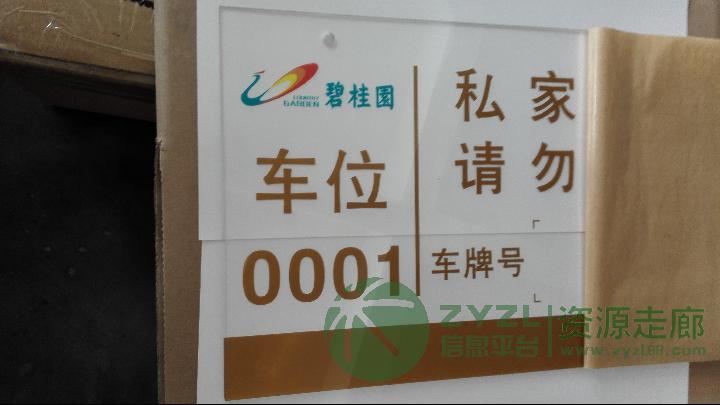 COUNTRY
GARDEN
碧桂園
车位
0001
私家
请勿
车牌号
ZYZL
信息平台
资源走廊
www.zyzl88.com